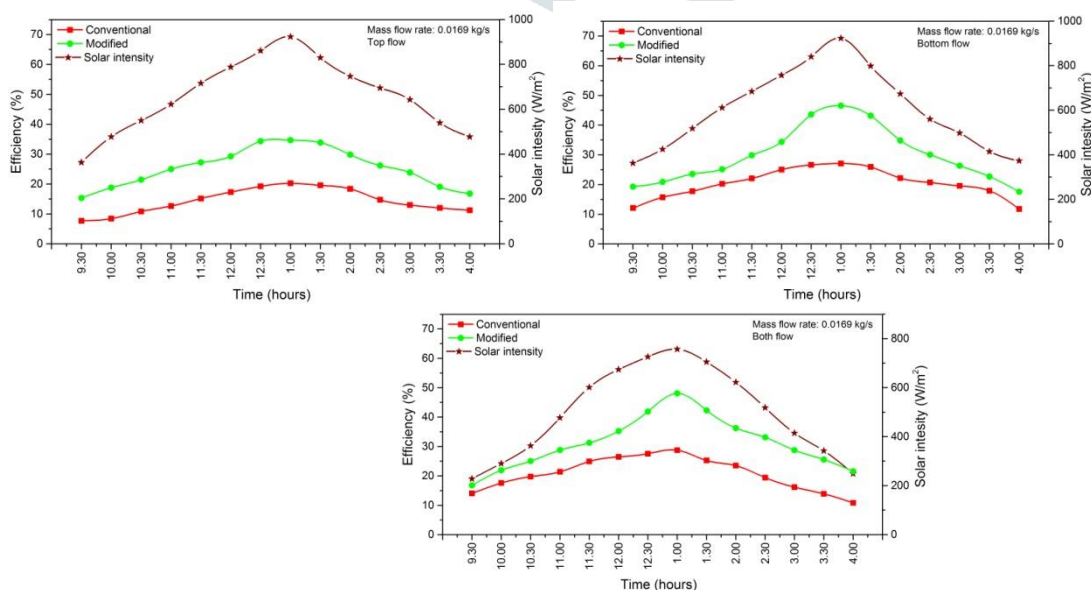 Conventional
Modified
Solar intensity
Mass flow rate: 0.0169 kg/s
Top flow
Efficiency (%)
Solar intesity (W/m²)
70
60
50
40
30
20
10
0
1000
800
600
400
200
0
9.30 10.00 10.30 11.00 11.30 12.00 12.30 1.00 1.30 2.00 2.30 3.00 3.30 4.00
Time (hours)
Conventional
Modified
Solar intensity
Mass flow rate: 0.0169 kg/s
Bottom flow
Efficiency (%)
Solar intesity (W/m²)
70
60
50
40
30
20
10
0
1000
800
600
400
200
0
9.30 10.00 10.30 11.00 11.30 12.00 12.30 1.00 1.30 2.00 2.30 3.00 3.30 4.00
Time (hours)
Conventional
Modified
Solar intensity
Mass flow rate: 0.0169 kg/s
Both flow
Efficiency (%)
Solar intesity (W/m²)
70
60
50
40
30
20
10
0
800
600
400
200
0
9.30 10.00 10.30 11.00 11.30 12.00 12.30 1.00 1.30 2.00 2.30 3.00 3.30 4.00
Time (hours)